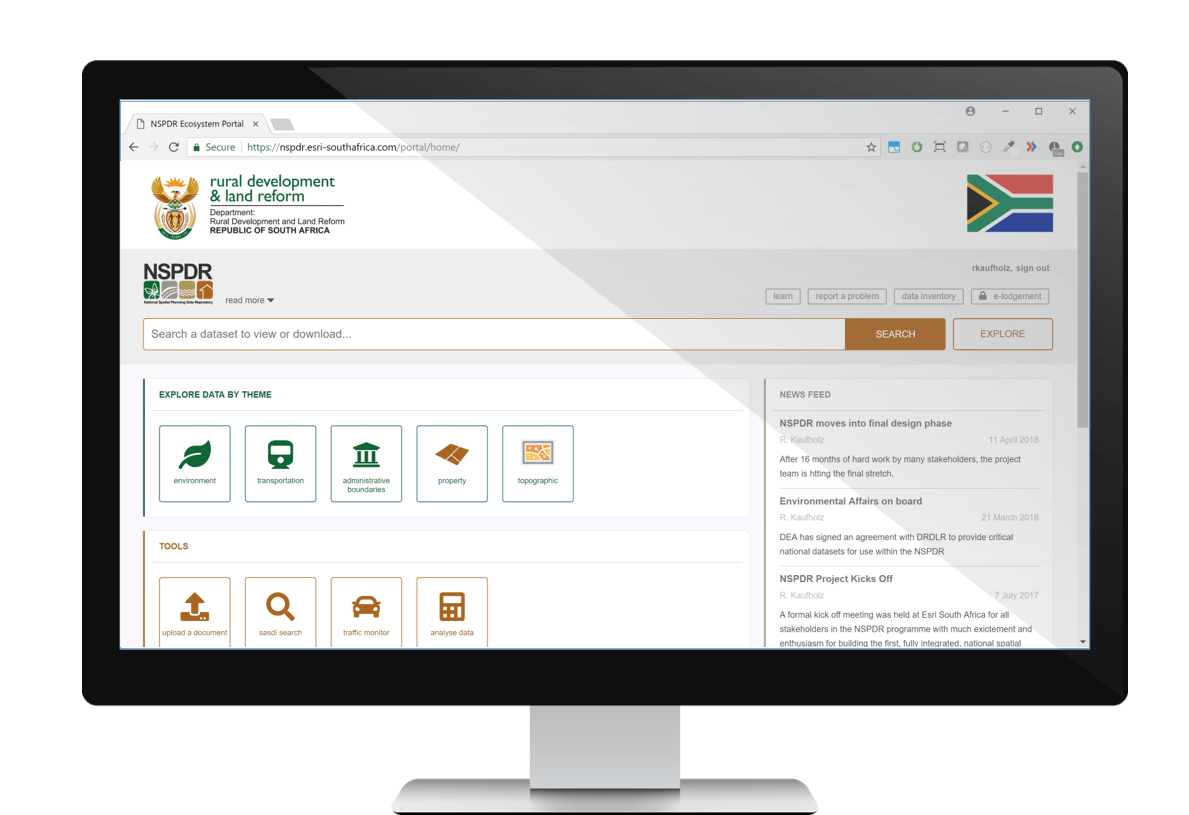 NSPDR Ecosystem Portal
Secure
https://nspdr.esri-southafrica.com/portal/home/
rural development
& land reform
Department:
Rural Development and Land Reform
REPUBLIC OF SOUTH AFRICA
rkaufholz, sign out
NSPDR
National Spatial Planning Data Repository
read more
learn
report a problem
data inventory
e-lodgement
Search a dataset to view or download...
SEARCH
EXPLORE
EXPLORE DATA BY THEME
environment
transportation
administrative
boundaries
property
topographic
TOOLS
upload a document
sasdi search
traffic monitor
analyse data
NEWS FEED
NSPDR moves into final design phase
R. Kaufholz
11 April 2018
After 16 months of hard work by many stakeholders, the project
team is htting the final stretch.
Environmental Affairs on board
R. Kaufholz
21 March 2018
DEA has signed an agreement with DRDLR to provide critical
national datasets for use within the NSPDR
NSPDR Project Kicks Off
R. Kaufholz
7 July 2017
A formal kick off meeting was held at Esri South Africa for all
stakeholders in the NSPDR programme with much exictement and
enthusiasm for building the first, fully integrated, national spatial